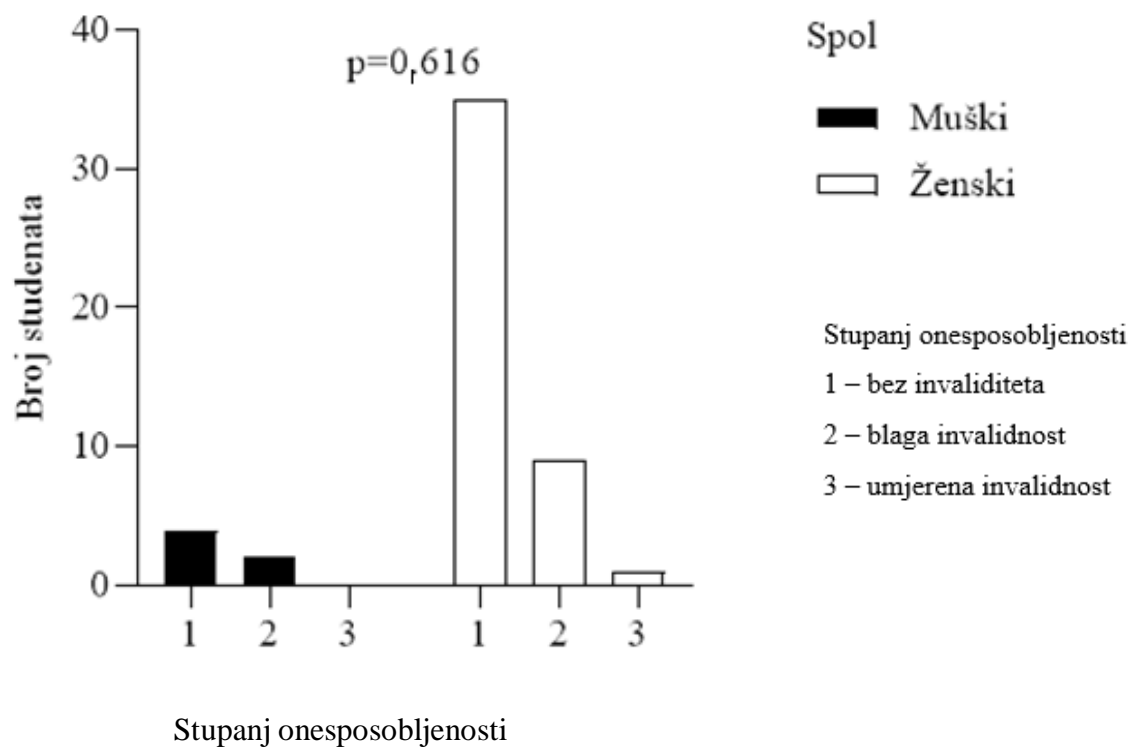 40
p=0,616
30
20
10
0
Broj studenata
1 2 3 1 2 3
Stupanj onesposobljenosti
Spol
Muški
Ženski
Stupanj onesposobljenosti
1 – bez invaliditeta
2 – blaga invalidnost
3 – umjerena invalidnost